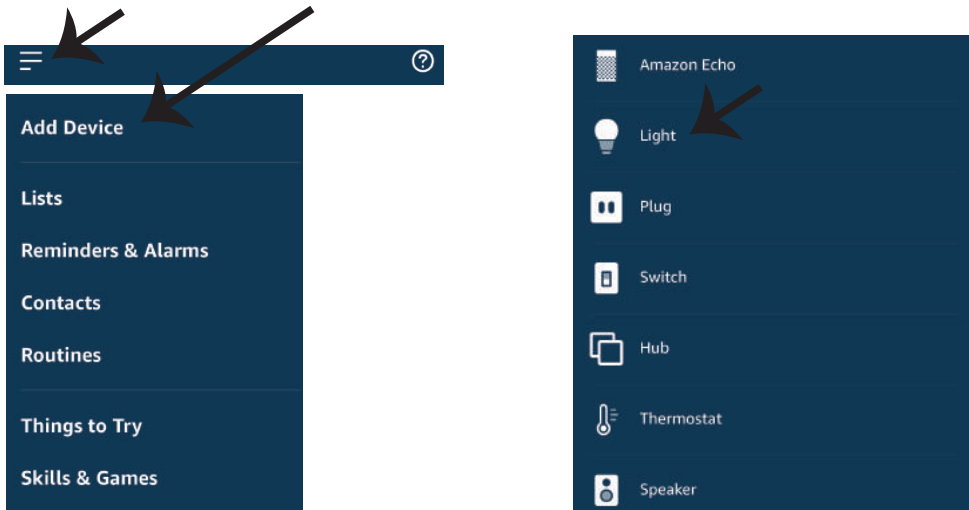 ?
Add Device
Lists
Reminders & Alarms
Contacts
Routines
Things to Try
Skills & Games
Amazon Echo
Light
Plug
Switch
Hub
Thermostat
Speaker